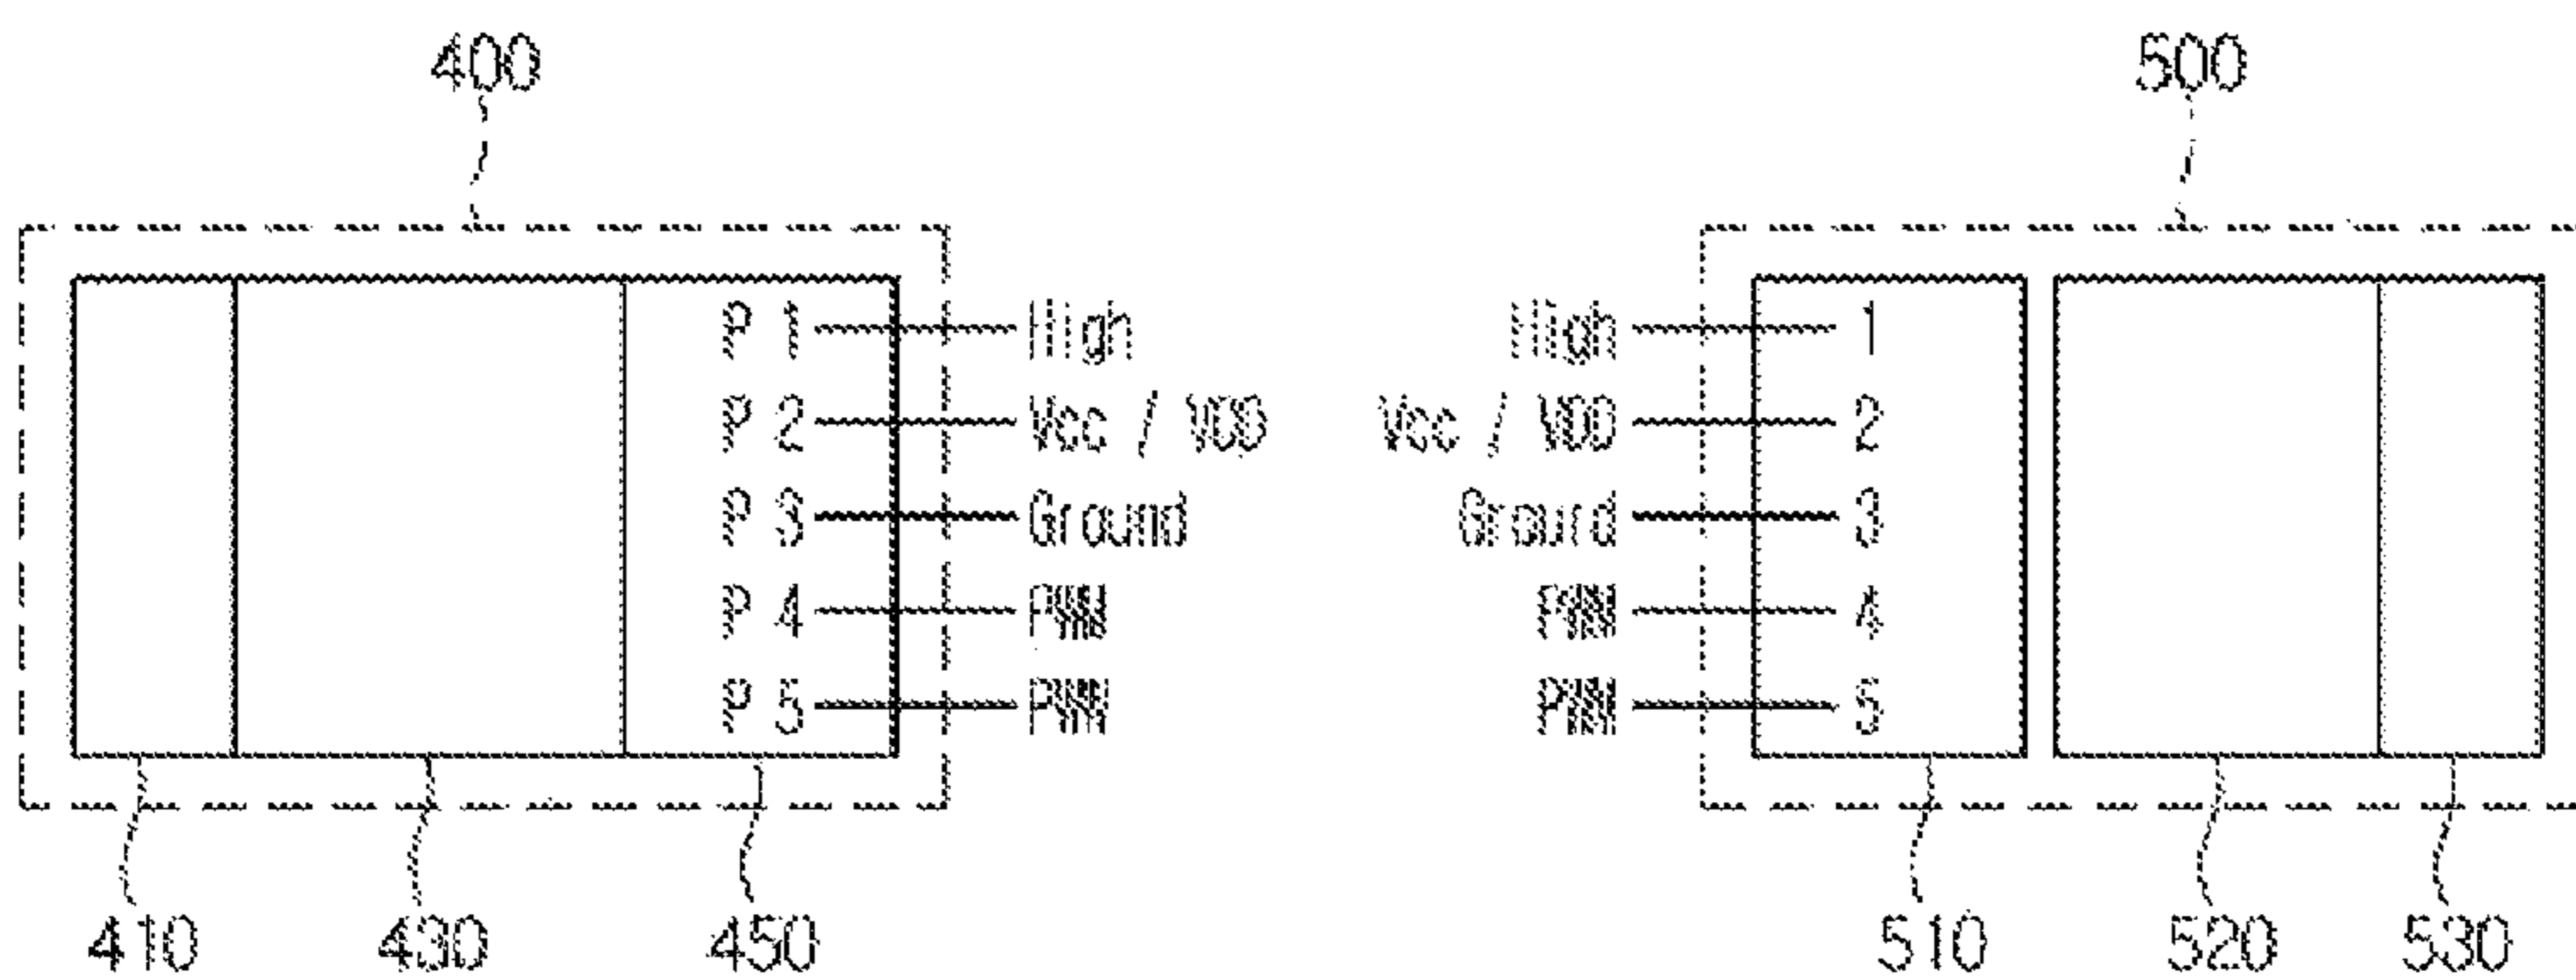 400 500
P 1 High High 1
P 2 Vcc / VDD Vcc / VDD 2
P 3 Ground Ground 3
P 4 PWM PWM 4
P 5 PWM PWM 5
410 430 450 510 520 530